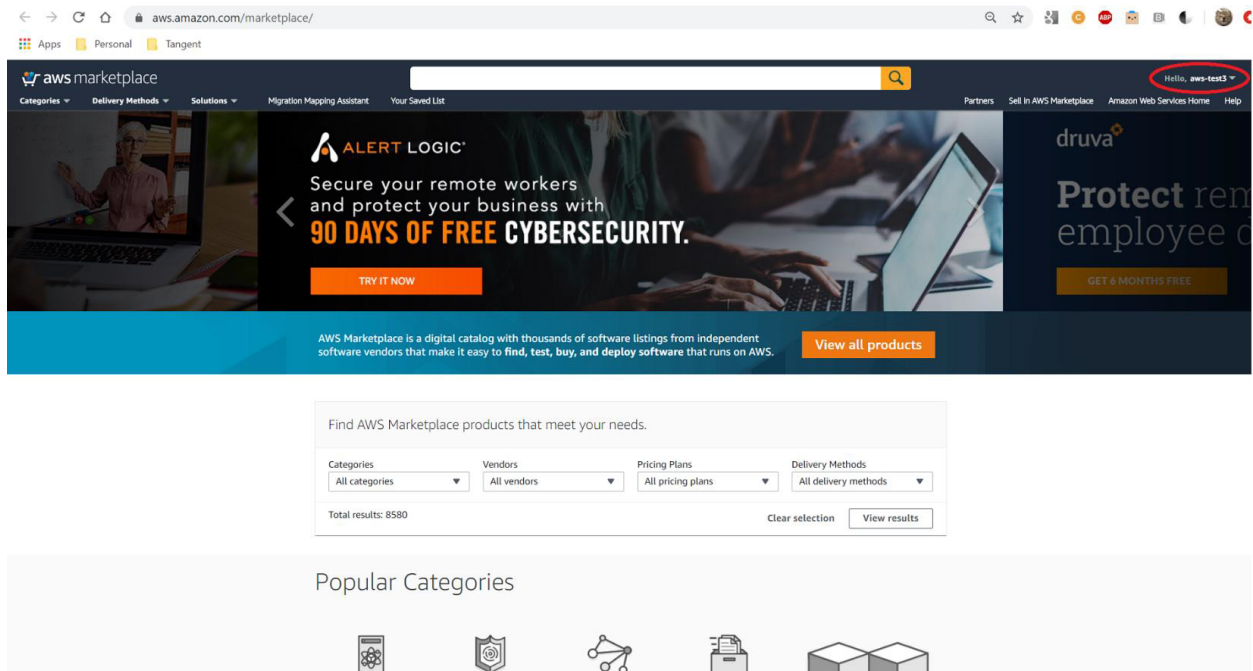 aws.amazon.com/marketplace/
ABP
Apps Personal Tangent
aws marketplace
Hello, aws-test3
Categories Delivery Methods Solutions Migration Mapping Assistant Your Saved List
Partners Sell in AWS Marketplace Amazon Web Services Home Help
ALERT LOGIC
Secure your remote workers
and protect your business with
90 DAYS OF FREE CYBERSECURITY.
TRY IT NOW
druva
Protect
employee
GET 6 MONTHS FREE
AWS Marketplace is a digital catalog with thousands of software listings from independent
software vendors that make it easy to find, test, buy, and deploy software that runs on AWS.
View all products
Find AWS Marketplace products that meet your needs.
Categories Vendors Pricing Plans Delivery Methods
All categories All vendors All pricing plans All delivery methods
Total results: 8580
Clear selection View results
Popular Categories